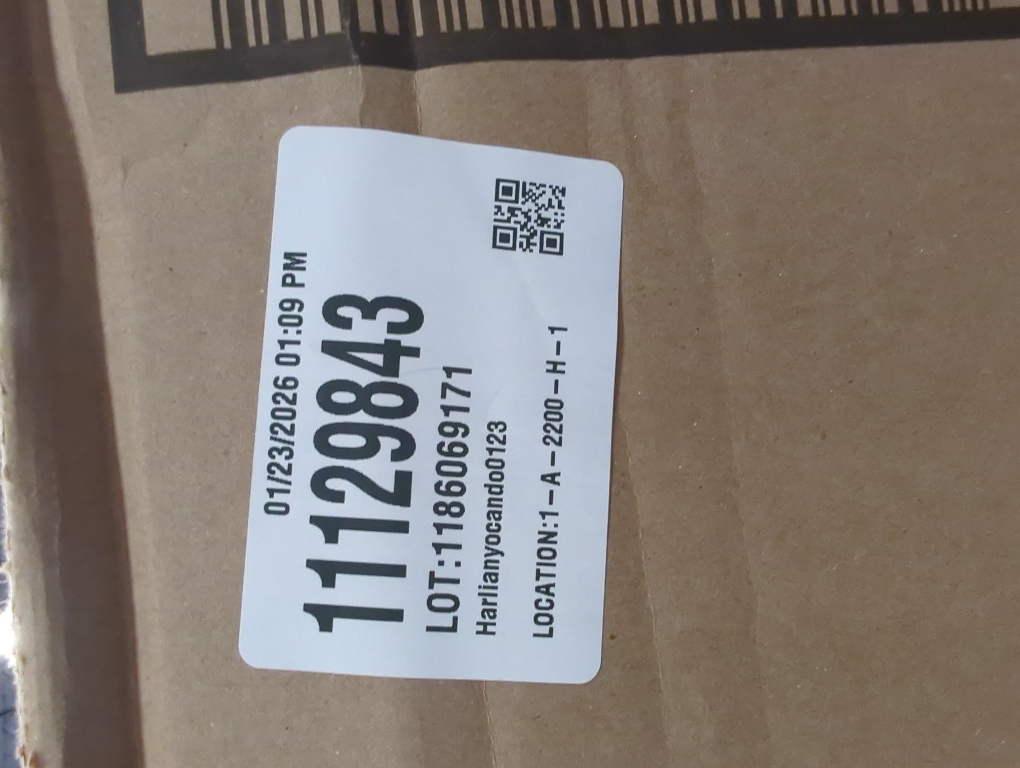 01/23/2026 01:09 PM
11129843
LOT:1186069171
Harlianyocando0123
LOCATION:1-A-2200-H-1